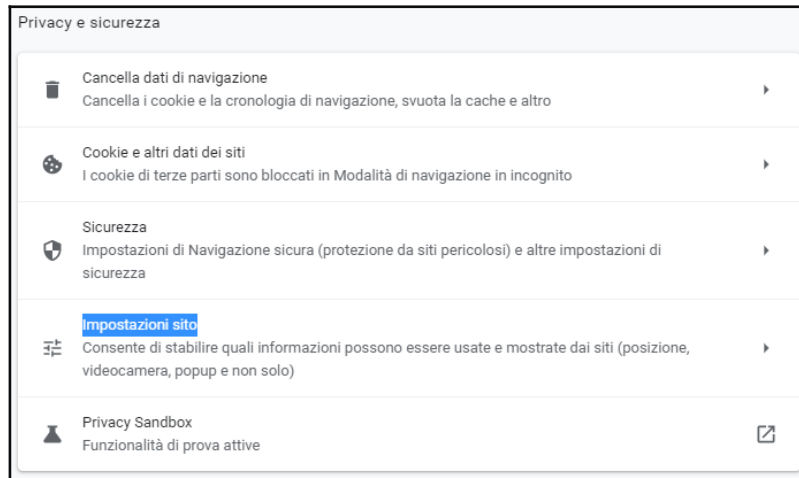 Privacy e sicurezza
Cancella dati di navigazione
Cancella i cookie e la cronologia di navigazione, svuota la cache e altro
Cookie e altri dati dei siti
I cookie di terze parti sono bloccati in Modalità di navigazione in incognito
Sicurezza
Impostazioni di Navigazione sicura (protezione da siti pericolosi) e altre impostazioni di
sicurezza
Impostazioni sito
Consente di stabilire quali informazioni possono essere usate e mostrate dai siti (posizione,
videocamera, popup e non solo)
Privacy Sandbox
Funzionalità di prova attive